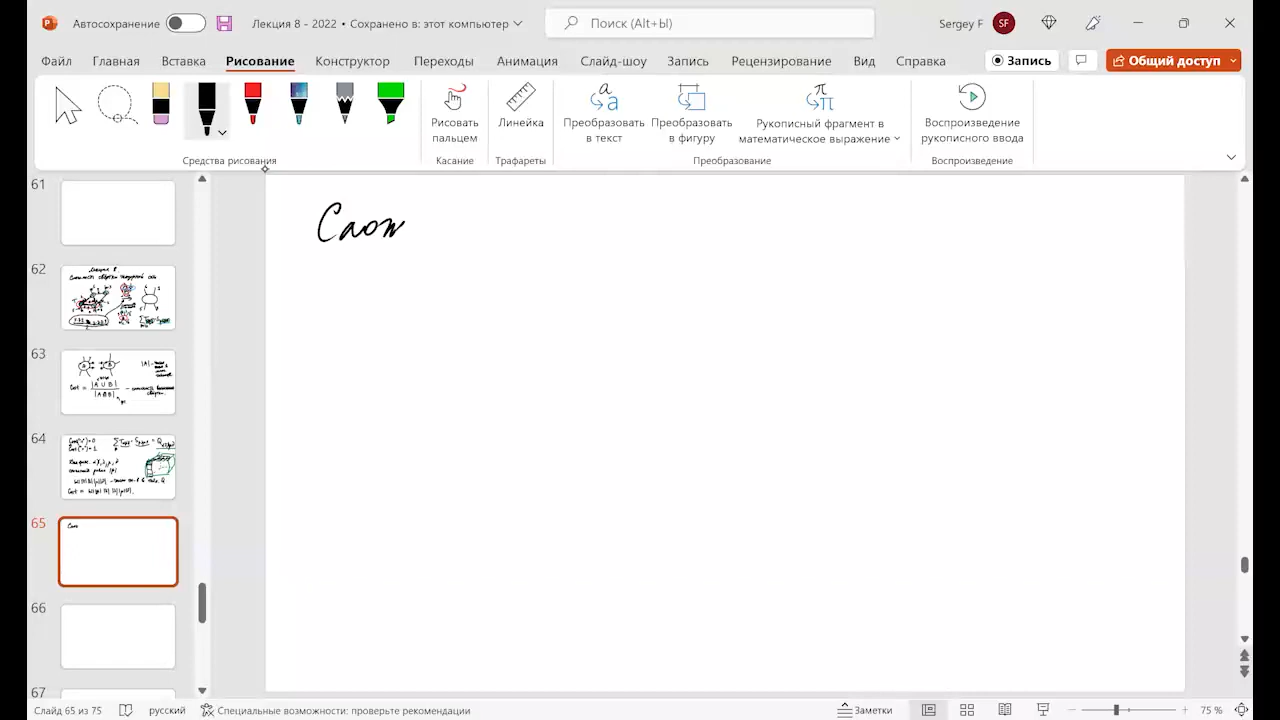 Автосохранение
Лекция 8 - 2022 • Сохранено в: этот компьютер
Поиск (Alt+Ы)
Sergey F
SF
Файл Главная Вставка Рисование Конструктор Переходы Анимация Слайд-шоу Запись Рецензирование Вид Справка
Запись
Общий доступ
Рисовать пальцем
Линейка
Преобразовать в текст
Преобразовать в фигуру
Рукописный фрагмент в математическое выражение
Воспроизведение рукописного ввода
Средства рисования
Касание
Трафареты
Преобразование
Воспроизведение
61
62
Лекция 8
63
64
65
66
67
Слож
Слайд 65 из 75
русский
Специальные возможности: проверьте рекомендации
Заметки
75 %